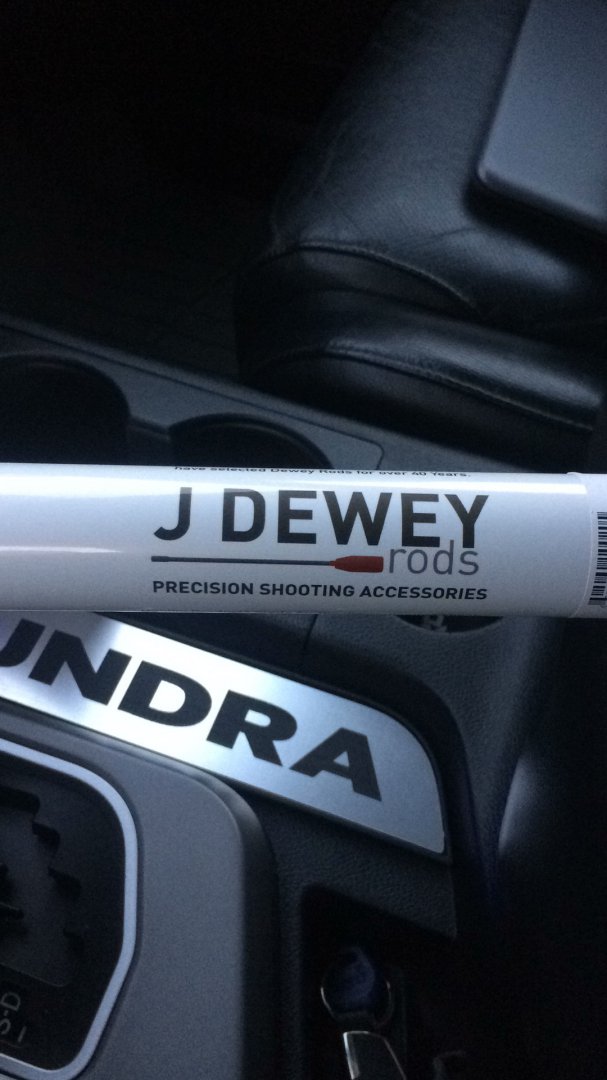 have selected Dewey Rods for over 40 Years.
J DEWEY
rods
PRECISION SHOOTING ACCESSORIES
UNDRA
S-D